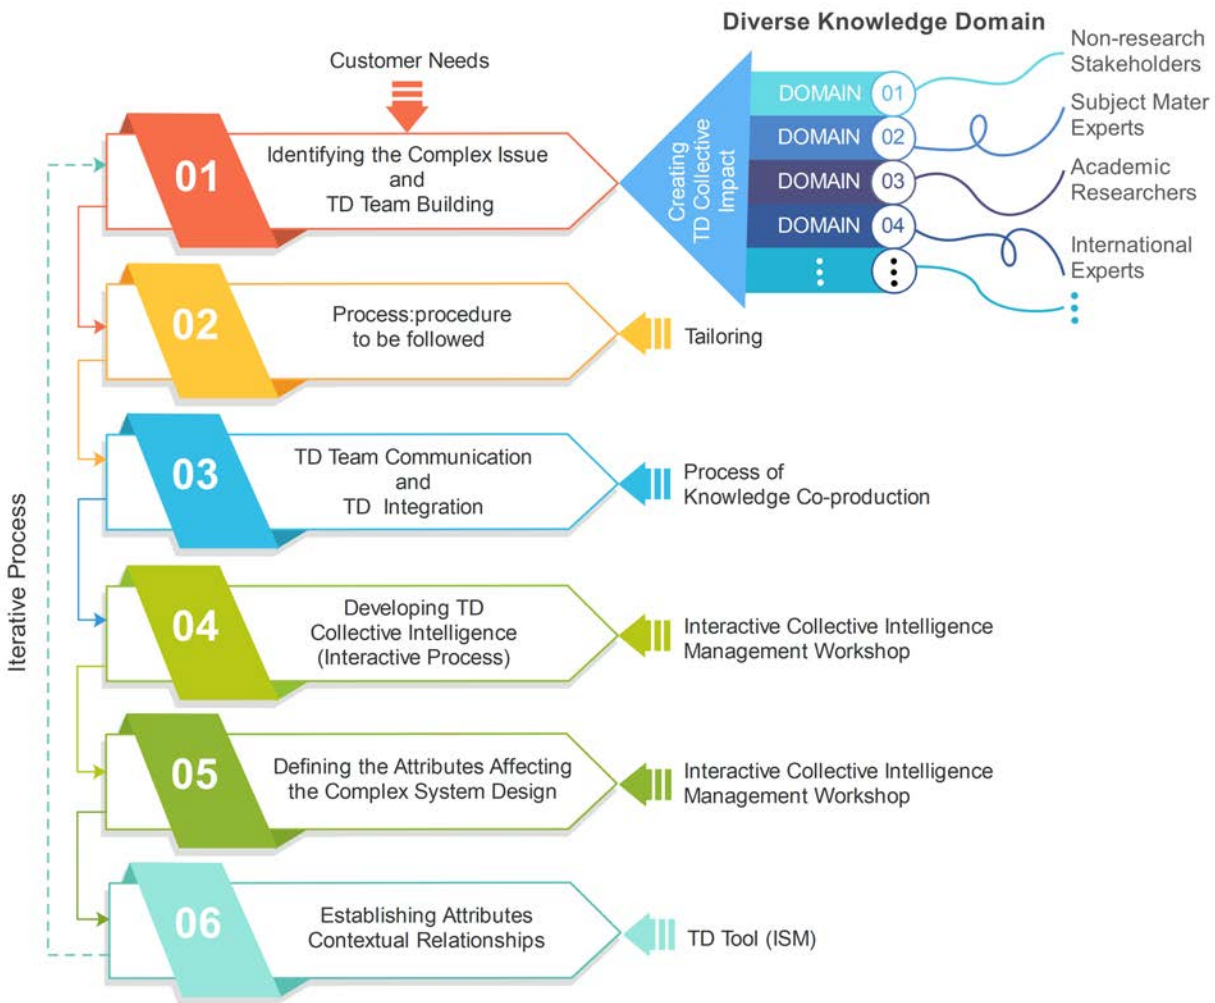 Diverse Knowledge Domain
Customer Needs
01
Identifying the Complex Issue
and
TD Team Building
Creating
TD Collective
Impact
DOMAIN 01
Non-research
Stakeholders
DOMAIN 02
Subject Mater
Experts
DOMAIN 03
Academic
Researchers
DOMAIN 04
International
Experts
02
Process:procedure
to be followed
Tailoring
03
TD Team Communication
and
TD Integration
Process of
Knowledge Co-production
Iterative Process
04
Developing TD
Collective Intelligence
(Interactive Process)
Interactive Collective Intelligence
Management Workshop
05
Defining the Attributes Affecting
the Complex System Design
Interactive Collective Intelligence
Management Workshop
06
Establishing Attributes
Contextual Relationships
TD Tool (ISM)